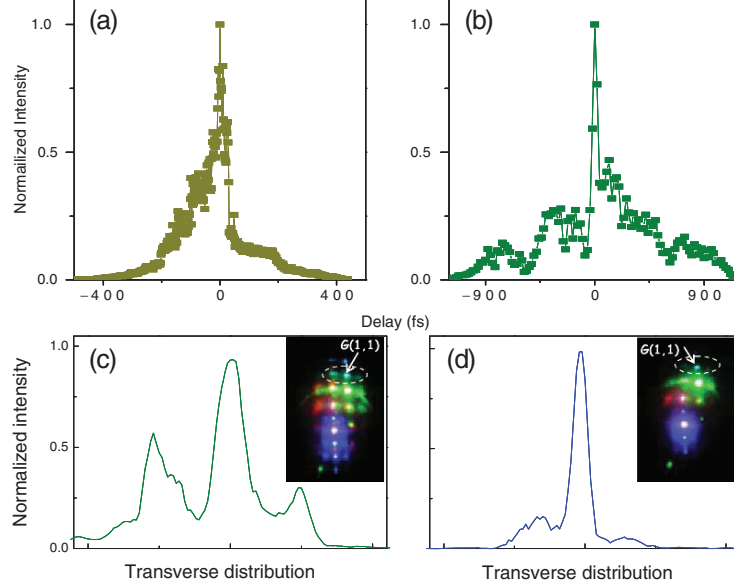 (a)
(b)
Normailized Intensity
1.0
0.5
0.0
-400
0
400
1.0
0.5
0.0
-900
0
900
Delay (fs)
(c)
G(1,1)
(d)
G(1,1)
Normalized intensity
1.0
0.5
0.0
Transverse distribution
Transverse distribution